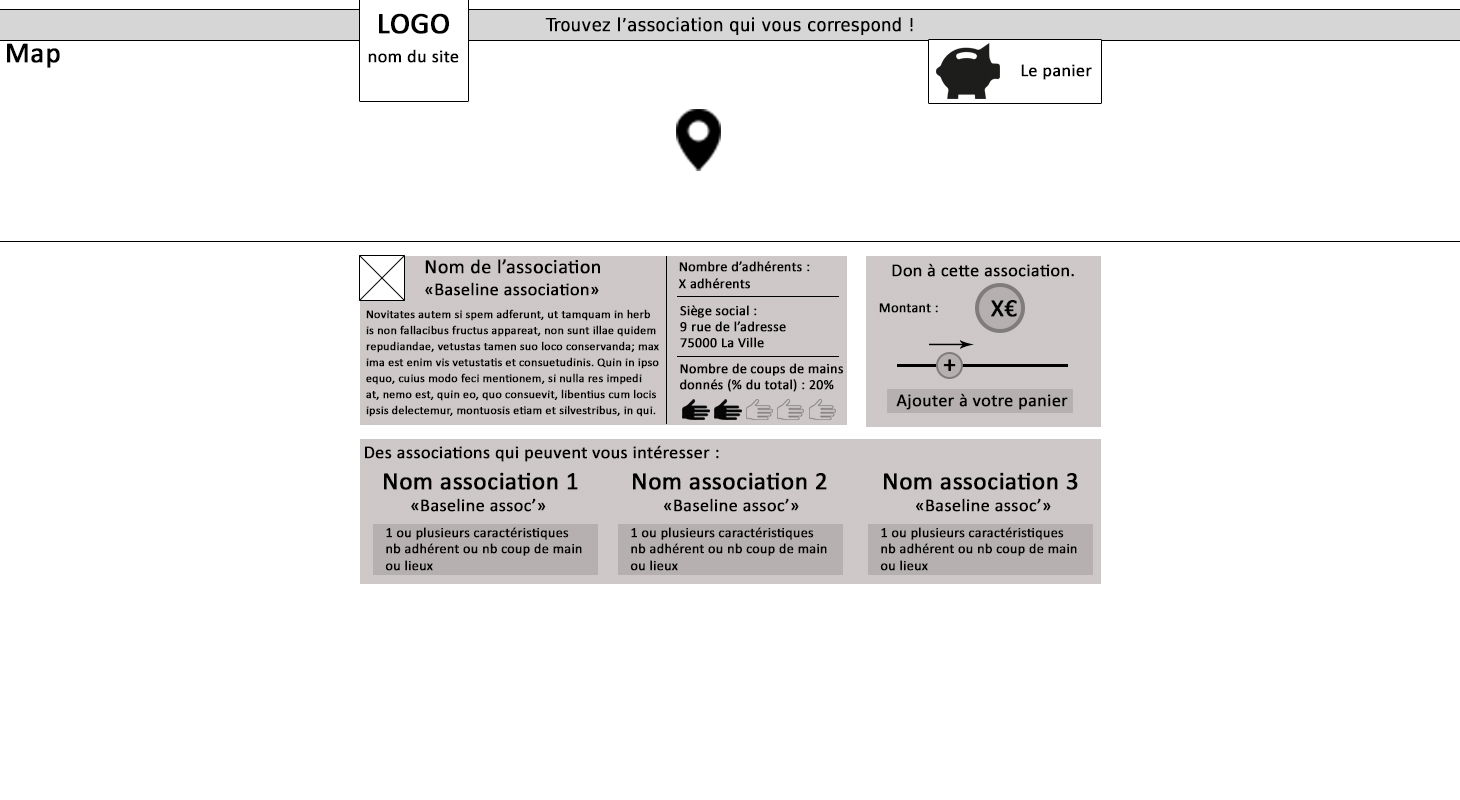 LOGO
nom du site
Trouvez l’association qui vous correspond !
Map
Le panier
Nom de l’association
«Baseline association»
Novitates autem si spem adferunt, ut tamquam in herb
is non fallacibus fructus appareat, non sunt illae quidem
repudiandae, vetustas tamen suo loco conservanda; max
ima est enim vis vetustatis et consuetudinis. Quin in ipso
equo, cuius modo feci mentionem, si nulla res impedi
at, nemo est, quin eo, quo consuevit, libentius cum locis
ipsis delectemur, montuosis etiam et silvestribus, in qui.
Nombre d’adhérents :
X adhérents
Siège social :
9 rue de l’adresse
75000 La Ville
Nombre de coups de mains
donnés (% du total) : 20%
Don à cette association.
Montant :
X€
+
Ajouter à votre panier
Des associations qui peuvent vous intéresser :
Nom association 1
«Baseline assoc’»
1 ou plusieurs caractéristiques
nb adhérent ou nb coup de main
ou lieux
Nom association 2
«Baseline assoc’»
1 ou plusieurs caractéristiques
nb adhérent ou nb coup de main
ou lieux
Nom association 3
«Baseline assoc’»
1 ou plusieurs caractéristiques
nb adhérent ou nb coup de main
ou lieux